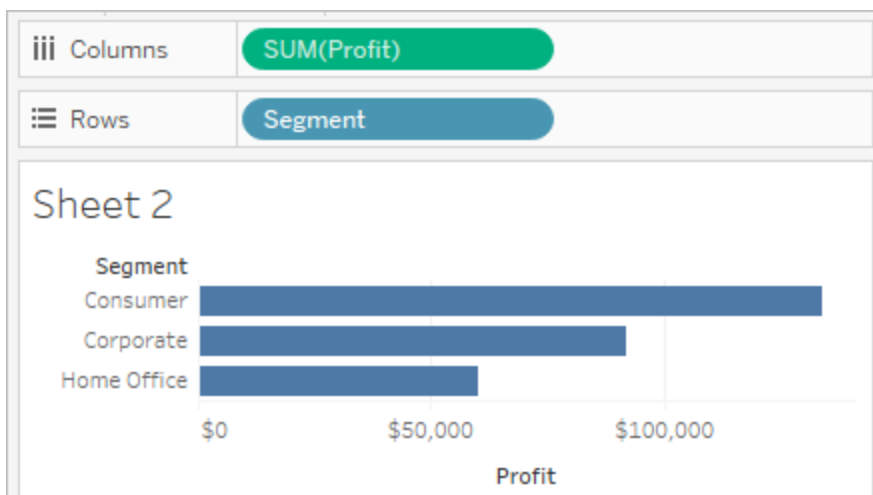 Columns SUM(Profit)
Rows Segment
Sheet 2
Segment
Consumer
Corporate
Home Office
$0 $50,000 $100,000
Profit